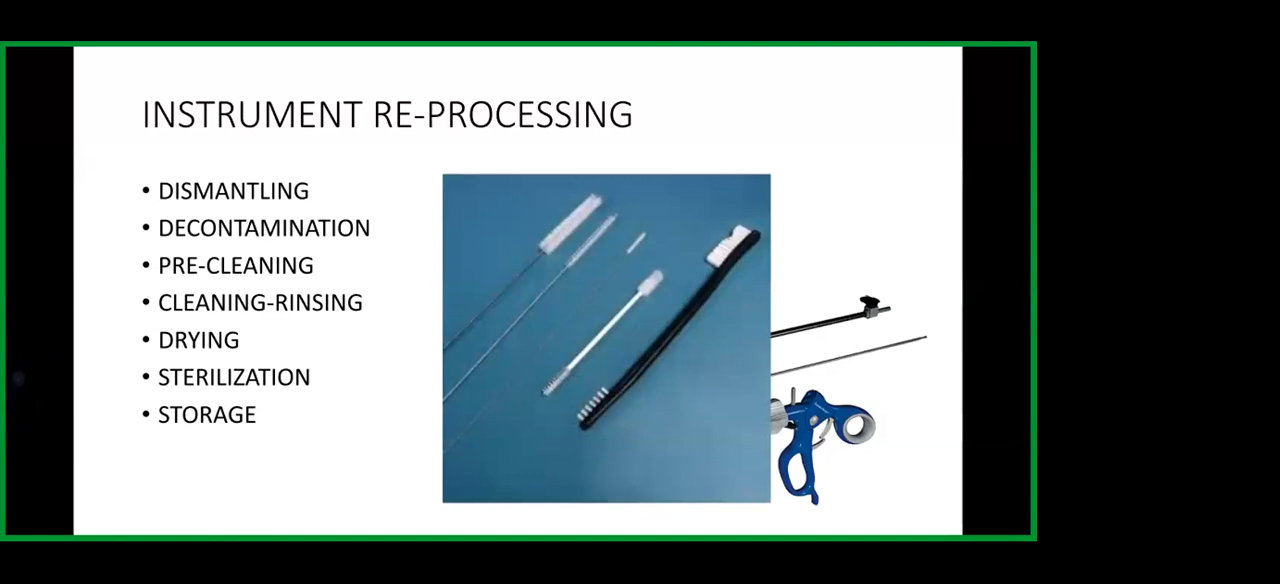 INSTRUMENT RE-PROCESSING
• DISMANTLING
• DECONTAMINATION
• PRE-CLEANING
• CLEANING-RINSING
• DRYING
• STERILIZATION
• STORAGE